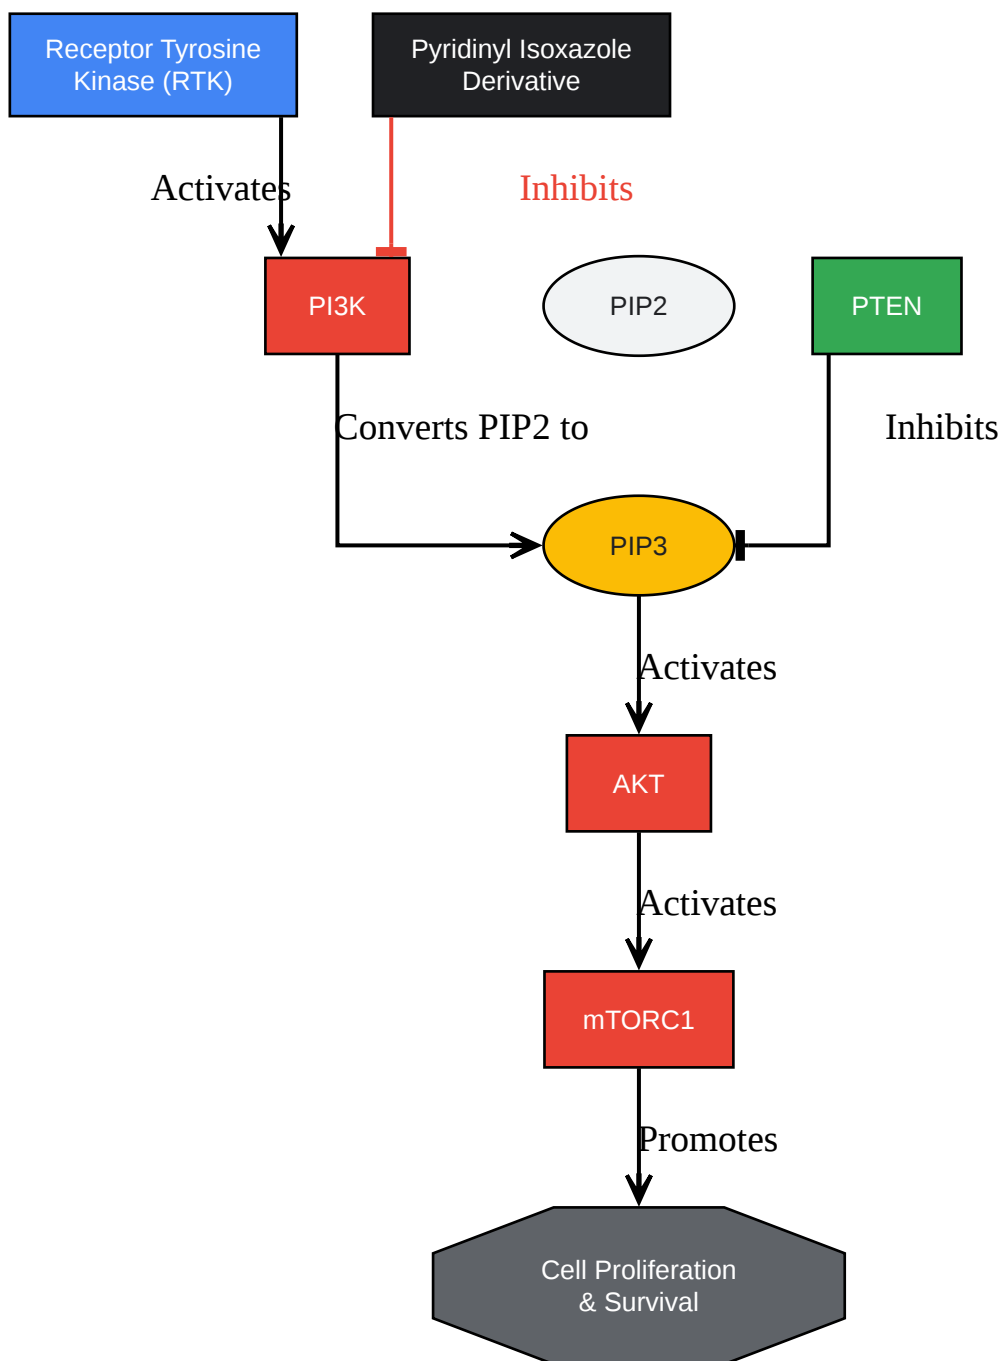 Receptor Tyrosine
Kinase (RTK)
Pyridinyl Isoxazole
Derivative
Activates
Inhibits
PI3K
PIP2
PTEN
Converts PIP2 to
Inhibits
PIP3
Activates
AKT
Activates
mTORC1
Promotes
Cell Proliferation
& Survival